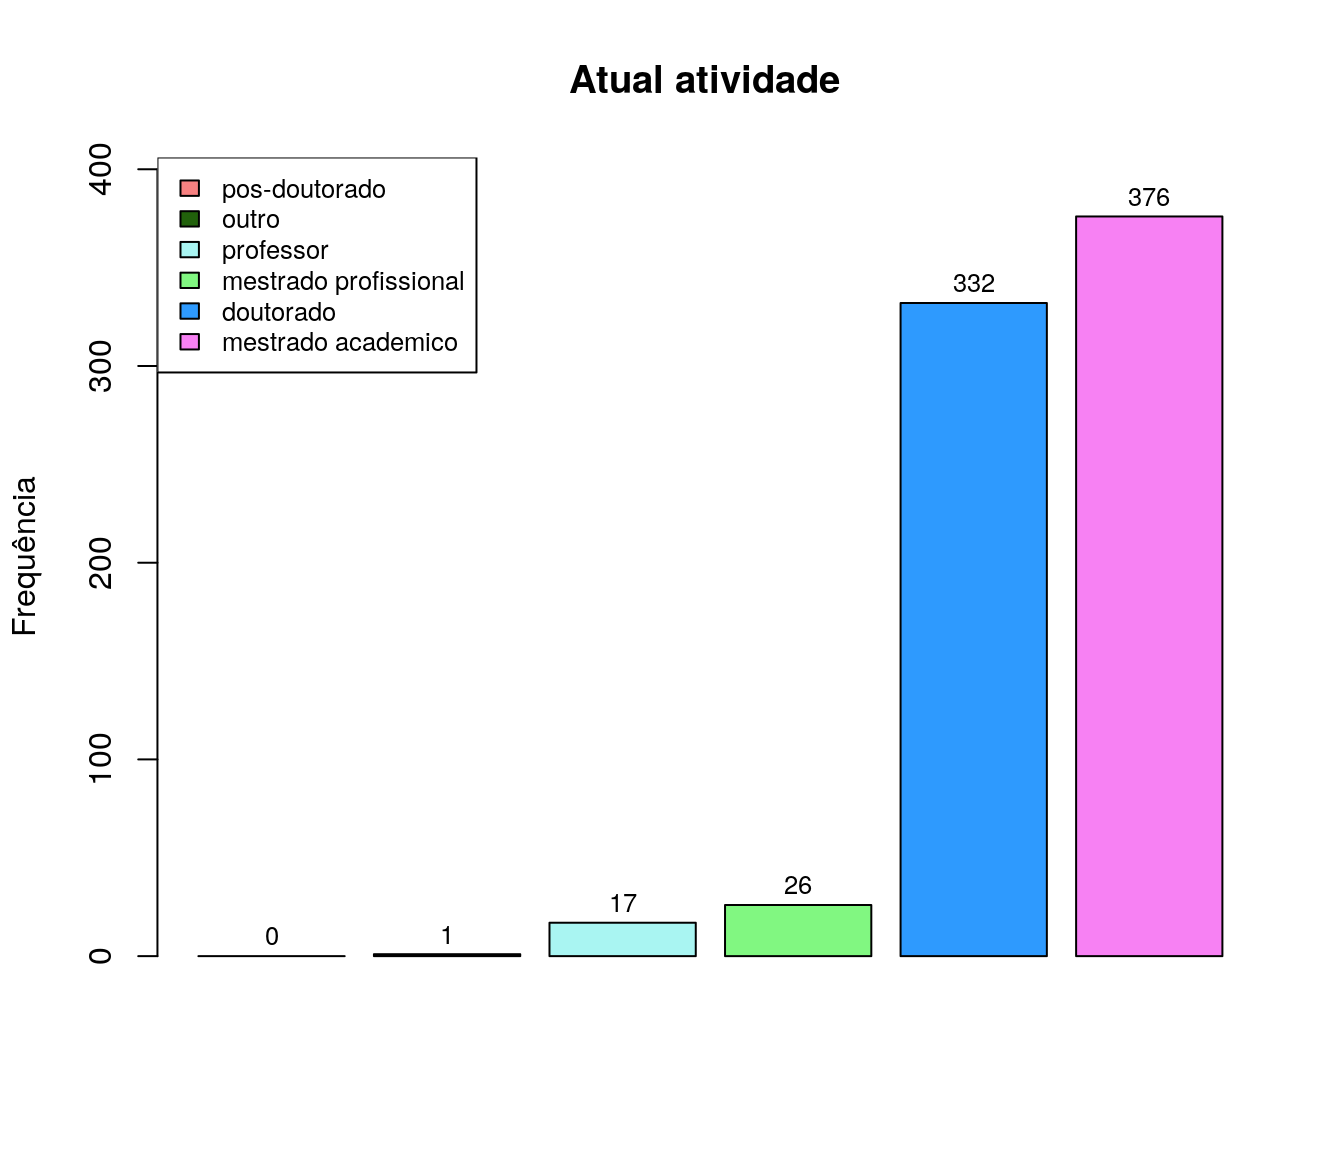 Atual atividade
Frequência
400
300
200
100
0
pos-doutorado
outro
professor
mestrado profissional
doutorado
mestrado academico
0
1
17
26
332
376